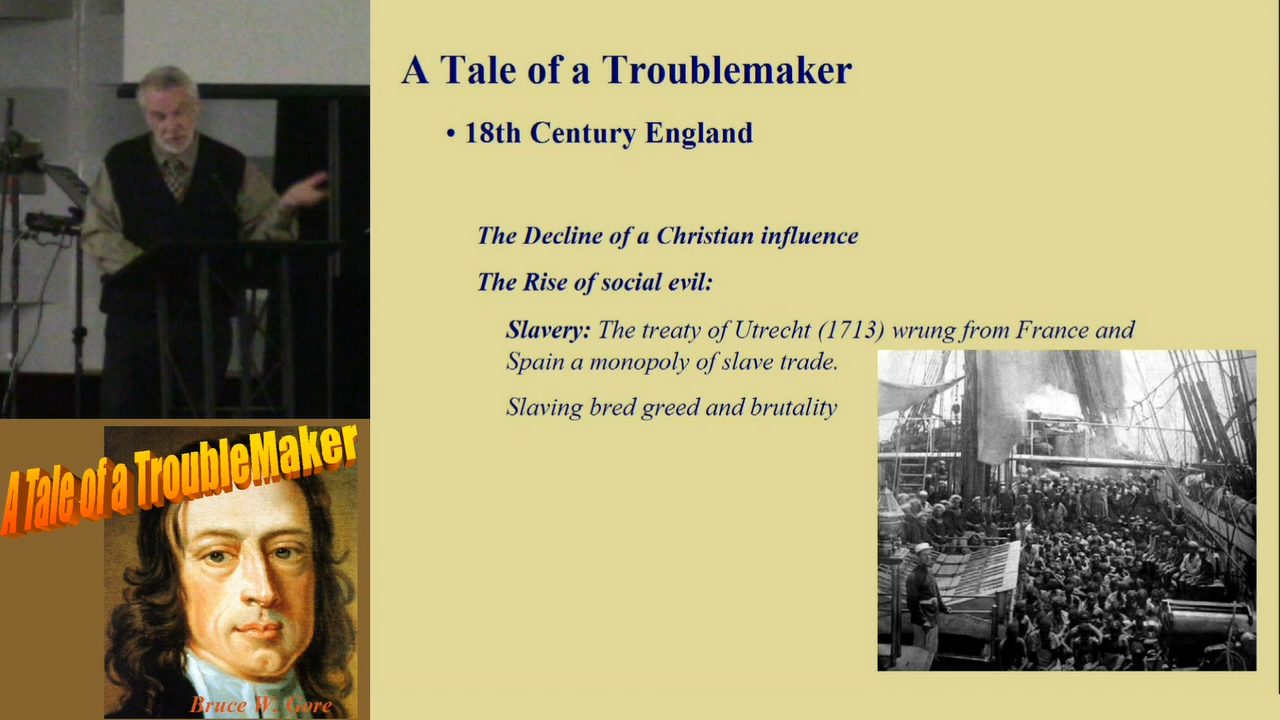 A Tale of a Troublemaker
• 18th Century England
The Decline of a Christian influence
The Rise of social evil:
Slavery: The treaty of Utrecht (1713) wrung from France and
Spain a monopoly of slave trade.
Slaving bred greed and brutality
A Tale of a TroubleMaker
Bruce W. Gore